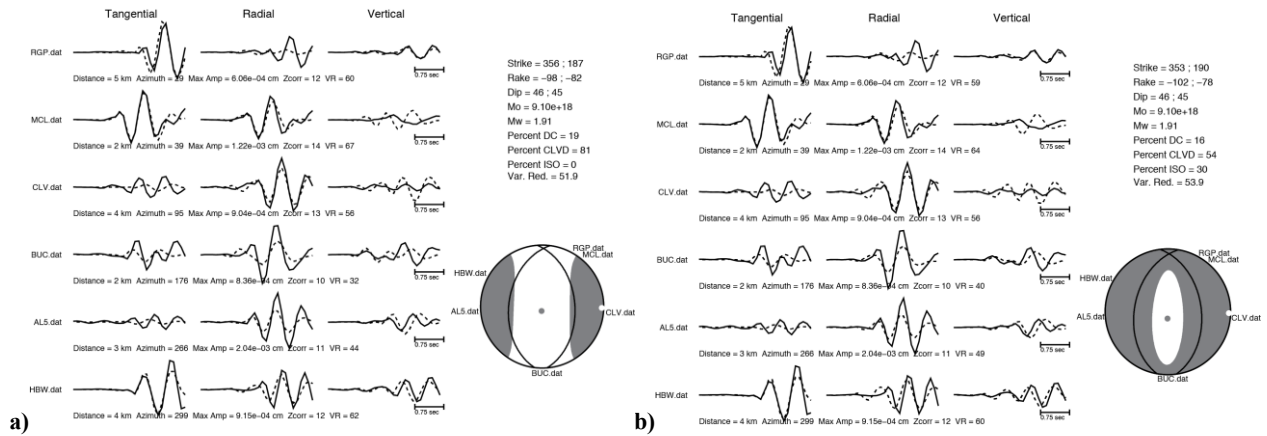 Tangential Radial Vertical
RGP.dat
0.75 sec
Distance = 5 km Azimuth = 29 Max Amp = 6.06e−04 cm Zcorr = 12 VR = 60
MCL.dat
0.75 sec
Distance = 2 km Azimuth = 39 Max Amp = 1.22e−03 cm Zcorr = 14 VR = 67
CLV.dat
0.75 sec
Distance = 4 km Azimuth = 95 Max Amp = 9.04e−04 cm Zcorr = 13 VR = 56
BUC.dat
0.75 sec
Distance = 2 km Azimuth = 176 Max Amp = 8.36e−04 cm Zcorr = 10 VR = 32
AL5.dat
0.75 sec
Distance = 3 km Azimuth = 266 Max Amp = 2.04e−03 cm Zcorr = 11 VR = 44
HBW.dat
0.75 sec
Distance = 4 km Azimuth = 299 Max Amp = 9.15e−04 cm Zcorr = 12 VR = 62
Strike = 356 ; 187
Rake = −98 ; −82
Dip = 46 ; 45
Mo = 9.10e+18
Mw = 1.91
Percent DC = 19
Percent CLVD = 81
Percent ISO = 0
Var. Red. = 51.9
RGP.dat
MCL.dat
HBW.dat
AL5.dat
CLV.dat
BUC.dat
a)
Tangential Radial Vertical
RGP.dat
0.75 sec
Distance = 5 km Azimuth = 29 Max Amp = 6.06e−04 cm Zcorr = 12 VR = 59
MCL.dat
0.75 sec
Distance = 2 km Azimuth = 39 Max Amp = 1.22e−03 cm Zcorr = 14 VR = 64
CLV.dat
0.75 sec
Distance = 4 km Azimuth = 95 Max Amp = 9.04e−04 cm Zcorr = 13 VR = 56
BUC.dat
0.75 sec
Distance = 2 km Azimuth = 176 Max Amp = 8.36e−04 cm Zcorr = 10 VR = 40
AL5.dat
0.75 sec
Distance = 3 km Azimuth = 266 Max Amp = 2.04e−03 cm Zcorr = 11 VR = 49
HBW.dat
0.75 sec
Distance = 4 km Azimuth = 299 Max Amp = 9.15e−04 cm Zcorr = 12 VR = 60
Strike = 353 ; 190
Rake = −102 ; −78
Dip = 46 ; 45
Mo = 9.10e+18
Mw = 1.91
Percent DC = 16
Percent CLVD = 54
Percent ISO = 30
Var. Red. = 53.9
RGP.dat
MCL.dat
HBW.dat
AL5.dat
CLV.dat
BUC.dat
b)